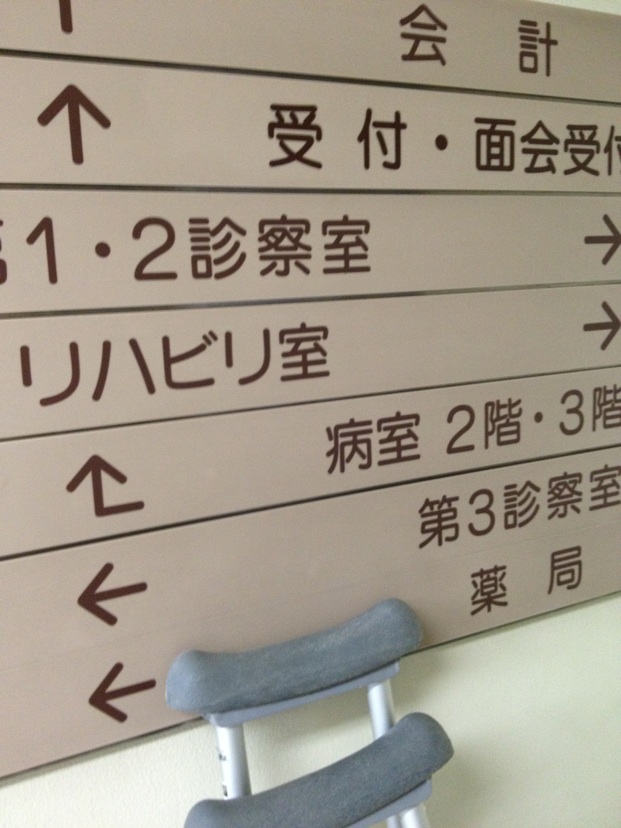 ↑ 会計
↑ 受付・面会受付
第1・2診察室 →
リハビリ室 →
病室 2階・3階
← 第3診察室
← 薬局